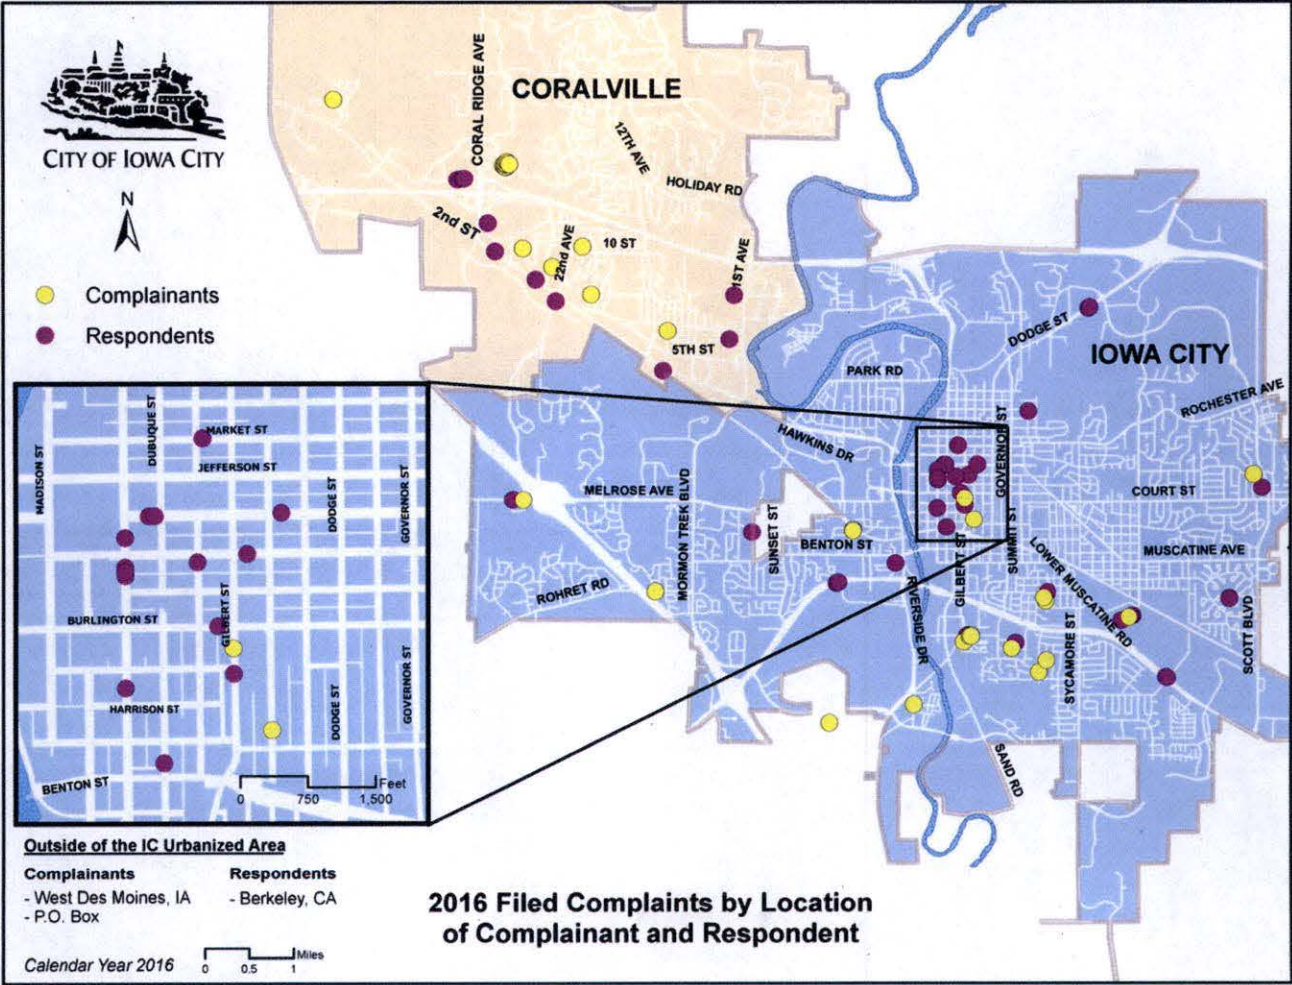 CITY OF IOWA CITY
N
Complainants
Respondents
CORALVILLE
CORAL RIDGE AVE
12TH AVE
HOLIDAY RD
2nd ST
22nd AVE
10 ST
1ST AVE
5TH ST
IOWA CITY
DODGE ST
PARK RD
ROCHESTER AVE
HAWKINS DR
GOVERNOR ST
MELROSE AVE
MORMON TREK BLVD
SUNSET ST
BENTON ST
COURT ST
MUSCATINE AVE
SUMMIT ST
GILBERT ST
LOWER MUSCATINE RD
ROHRET RD
RIVERSIDE DR
SYCAMORE ST
SCOTT BLVD
SAND RD
MADISON ST
DUBUQUE ST
MARKET ST
JEFFERSON ST
DODGE ST
GOVERNOR ST
BURLINGTON ST
GILBERT ST
HARRISON ST
DODGE ST
GOVERNOR ST
BENTON ST
Feet
0 750 1,500
Outside of the IC Urbanized Area
Complainants Respondents
- West Des Moines, IA - Berkeley, CA
- P.O. Box
2016 Filed Complaints by Location
of Complainant and Respondent
Calendar Year 2016
0 0.5 1 Miles